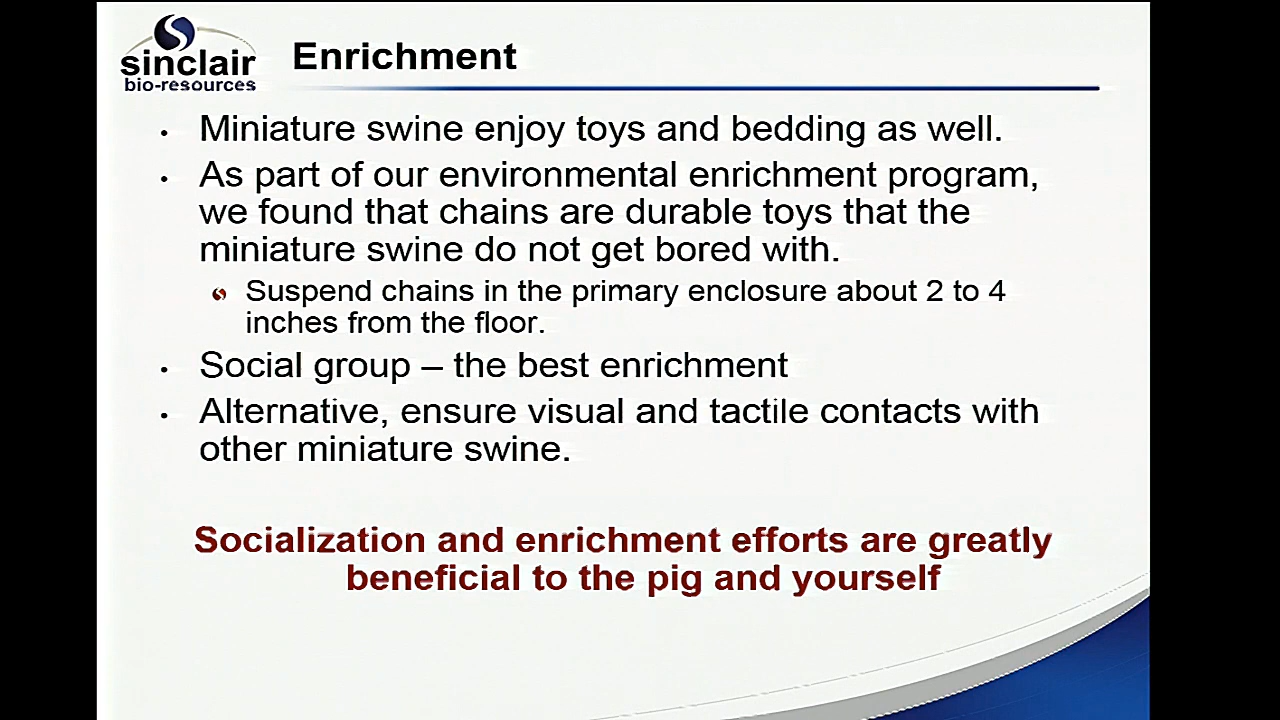 sinclair
bio-resources
Enrichment
• Miniature swine enjoy toys and bedding as well.
• As part of our environmental enrichment program,
we found that chains are durable toys that the
miniature swine do not get bored with.
Suspend chains in the primary enclosure about 2 to 4
inches from the floor.
• Social group – the best enrichment
• Alternative, ensure visual and tactile contacts with
other miniature swine.
Socialization and enrichment efforts are greatly
beneficial to the pig and yourself